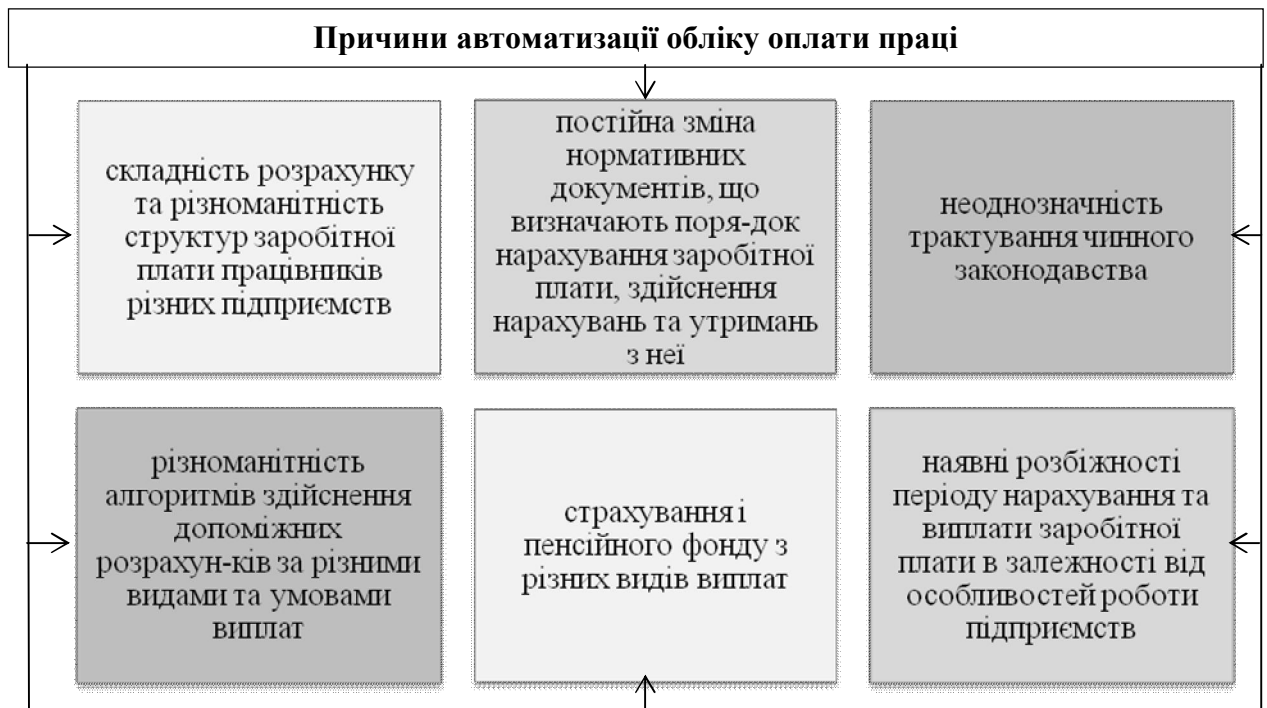 Причини автоматизації обліку оплати праці
складність розрахунку
та різноманітність
структур заробітної
плати працівників
різних підприємств
постійна зміна
нормативних
документів, що
визначають поря-док
нарахування заробітної
плати, здійснення
нарахувань та утримань
з неї
неоднозначність
трактування чинного
законодавства
різноманітність
алгоритмів здійснення
допоміжних
розрахун-ків за різними
видами та умовами
виплат
страхування і
пенсійного фонду з
різних видів виплат
наявні розбіжності
періоду нарахування та
виплати заробітної
плати в залежності від
особливостей роботи
підприємств